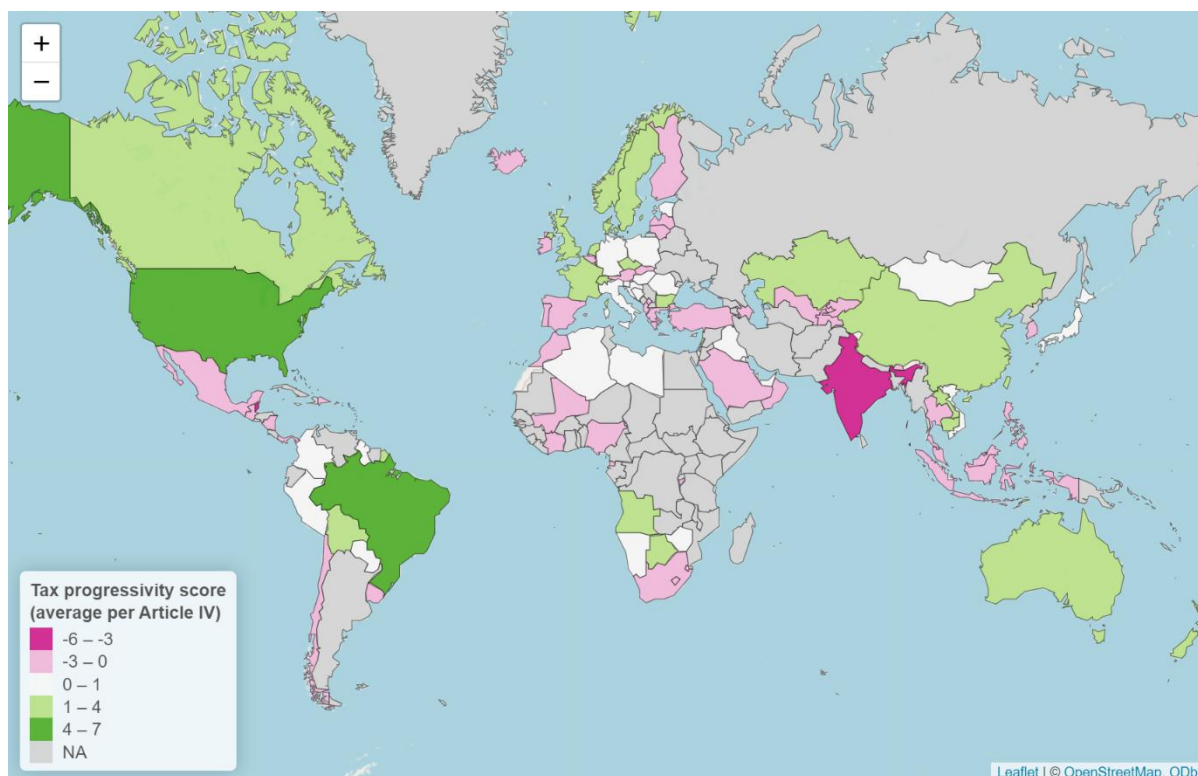 +
−
Tax progressivity score
(average per Article IV)
-6 – -3
-3 – 0
0 – 1
1 – 4
4 – 7
NA
Leaflet | © OpenStreetMap, ODb